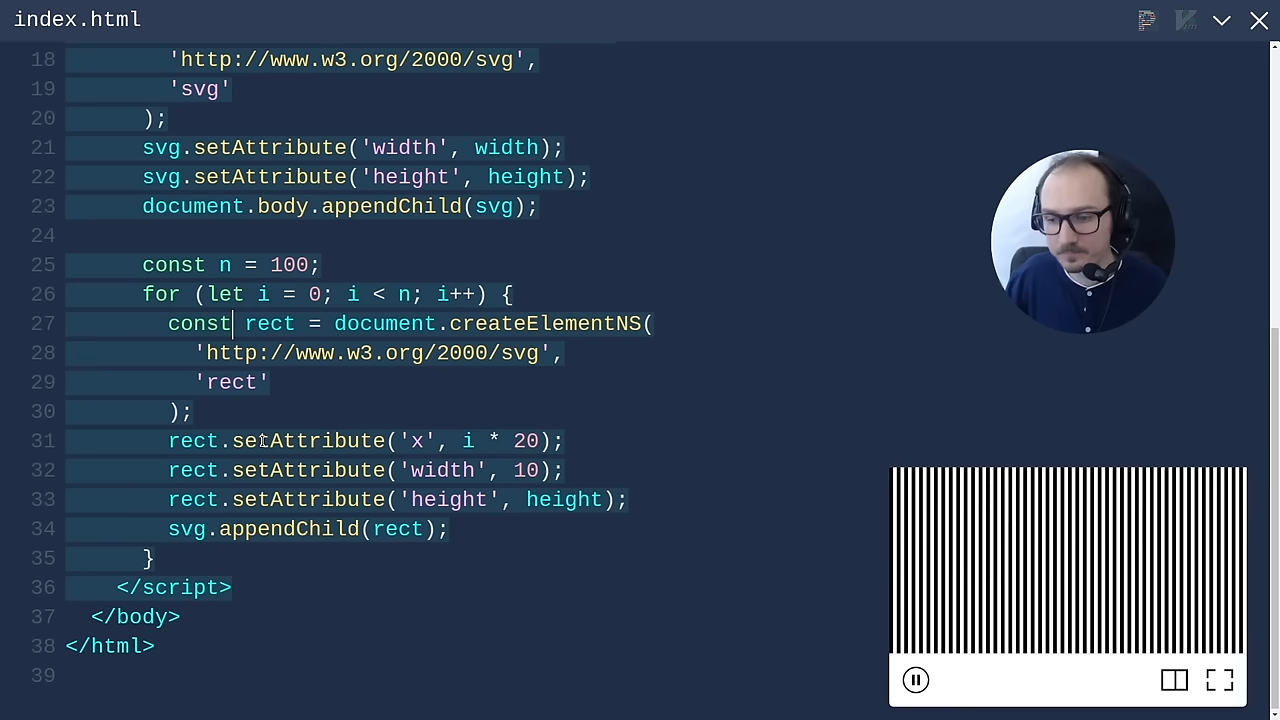 index.html
18 'http://www.w3.org/2000/svg',
19 'svg'
20 );
21 svg.setAttribute('width', width);
22 svg.setAttribute('height', height);
23 document.body.appendChild(svg);
24
25 const n = 100;
26 for (let i = 0; i < n; i++) {
27 const rect = document.createElementNS(
28 'http://www.w3.org/2000/svg',
29 'rect'
30 );
31 rect.setAttribute('x', i * 20);
32 rect.setAttribute('width', 10);
33 rect.setAttribute('height', height);
34 svg.appendChild(rect);
35 }
36 </script>
37 </body>
38 </html>
39